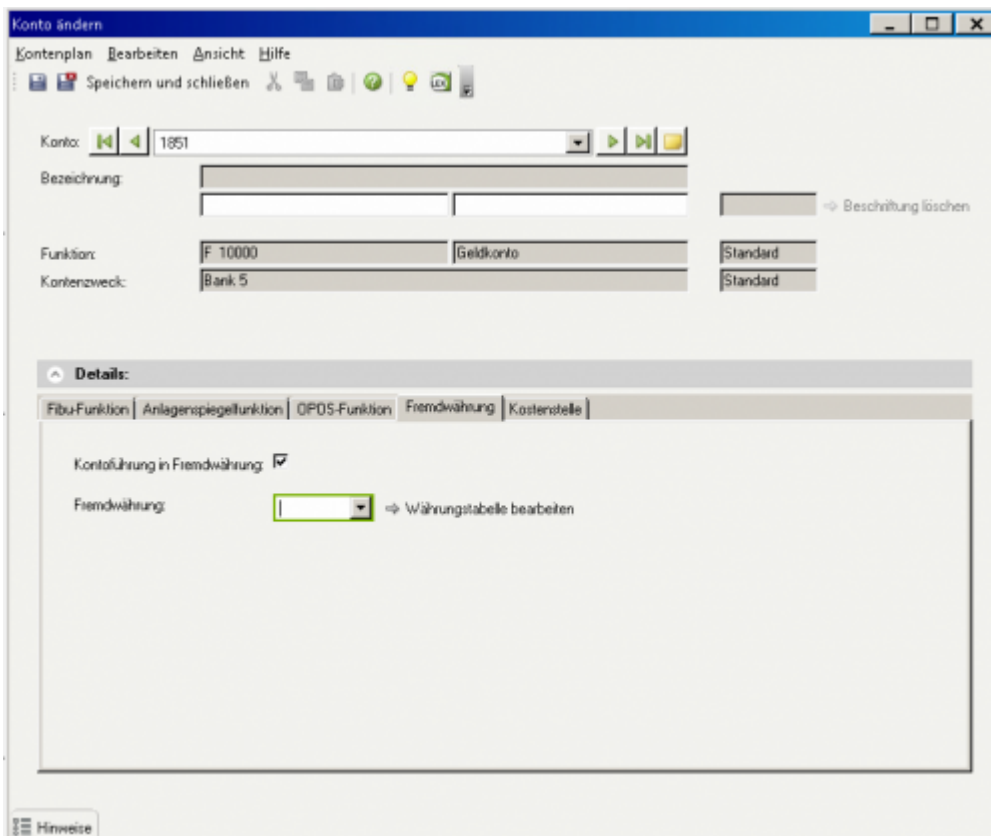 Konto ändern
Kontenplan Bearbeiten Ansicht Hilfe
Speichern und schließen LEX
Konto: 1851
Bezeichnung:
Beschriftung löschen
Funktion: F 10000 Geldkonto Standard
Kontenzweck: Bank 5 Standard
Details:
Fibu-Funktion Anlagenspiegelfunktion OPOS-Funktion Fremdwährung Kostenstelle
Kontoführung in Fremdwährung:
Fremdwährung: Währungstabelle bearbeiten
Hinweise